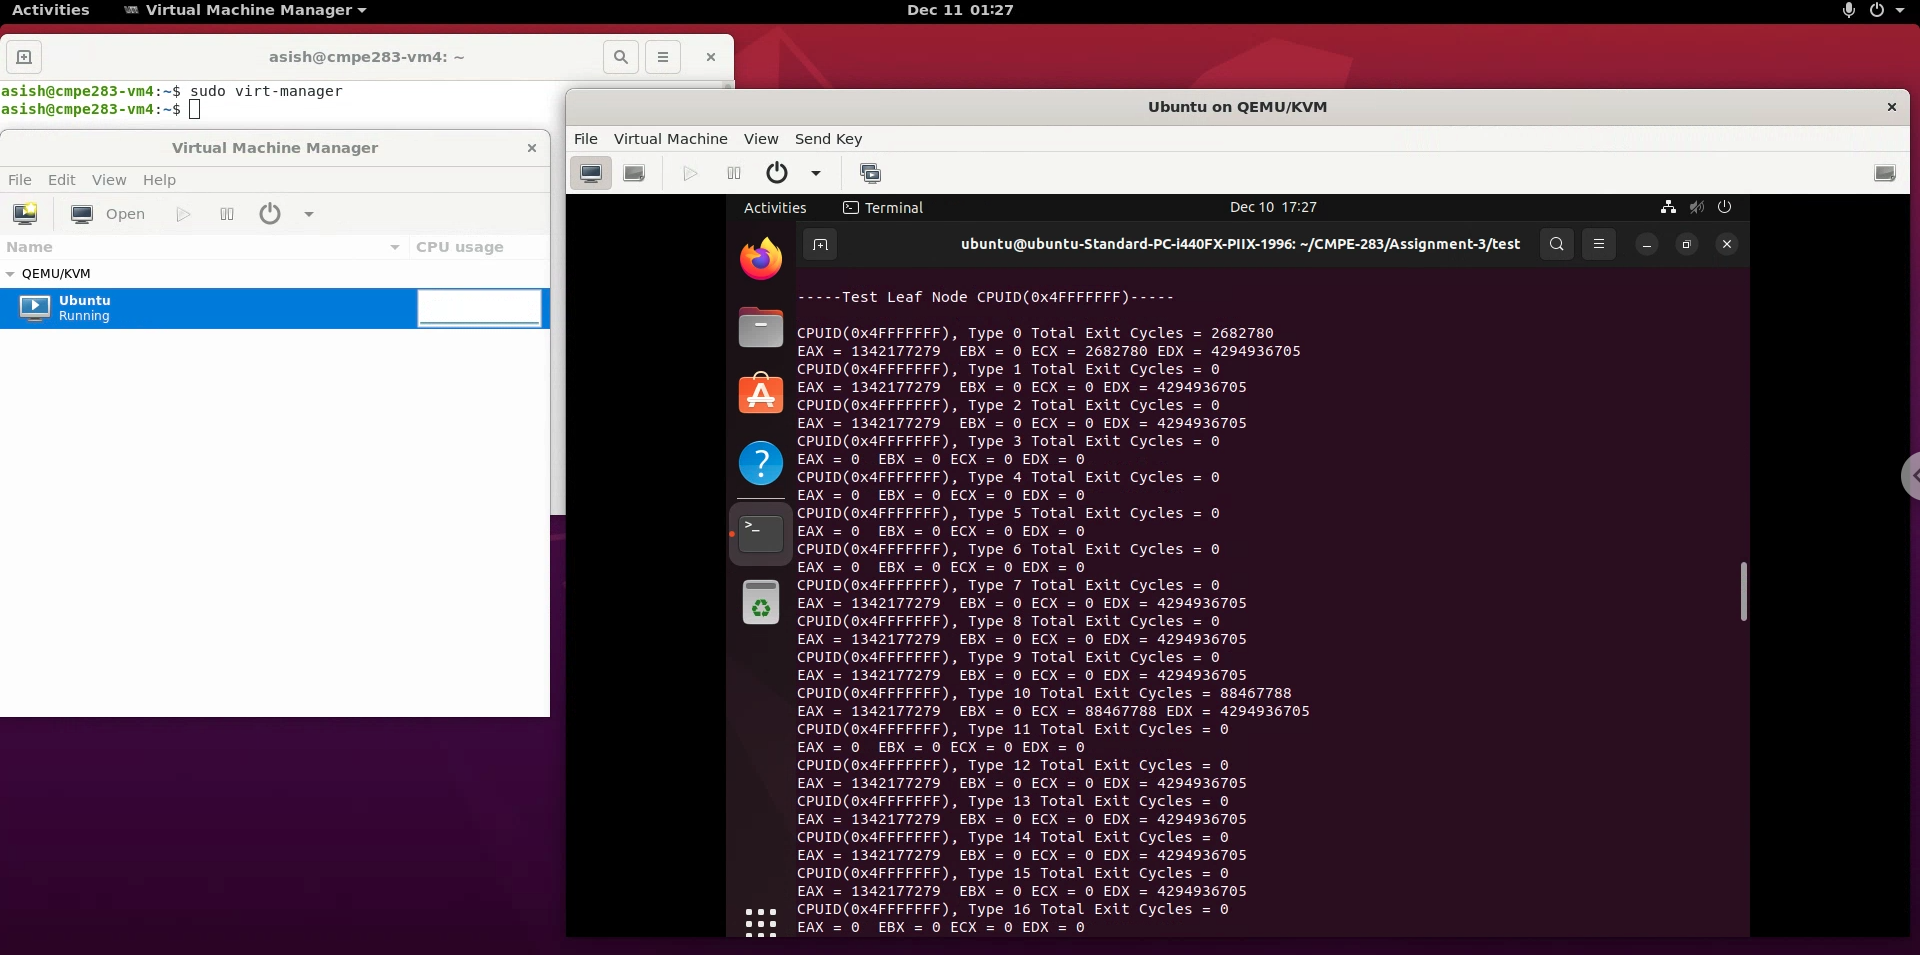 Activities Virtual Machine Manager Dec 11 01:27
asish@cmpe283-vm4: ~
asish@cmpe283-vm4:~$ sudo virt-manager
asish@cmpe283-vm4:~$
Virtual Machine Manager
File Edit View Help
Open
Name CPU usage
QEMU/KVM
Ubuntu
Running
Ubuntu on QEMU/KVM
File Virtual Machine View Send Key
Activities Terminal Dec 10 17:27
ubuntu@ubuntu-Standard-PC-i440FX-PIIX-1996: ~/CMPE-283/Assignment-3/test
-----Test Leaf Node CPUID(0x4FFFFFFF)-----
CPUID(0x4FFFFFFF), Type 0 Total Exit Cycles = 2682780
EAX = 1342177279  EBX = 0 ECX = 2682780 EDX = 4294936705
CPUID(0x4FFFFFFF), Type 1 Total Exit Cycles = 0
EAX = 1342177279  EBX = 0 ECX = 0 EDX = 4294936705
CPUID(0x4FFFFFFF), Type 2 Total Exit Cycles = 0
EAX = 1342177279  EBX = 0 ECX = 0 EDX = 4294936705
CPUID(0x4FFFFFFF), Type 3 Total Exit Cycles = 0
EAX = 0  EBX = 0 ECX = 0 EDX = 0
CPUID(0x4FFFFFFF), Type 4 Total Exit Cycles = 0
EAX = 0  EBX = 0 ECX = 0 EDX = 0
CPUID(0x4FFFFFFF), Type 5 Total Exit Cycles = 0
EAX = 0  EBX = 0 ECX = 0 EDX = 0
CPUID(0x4FFFFFFF), Type 6 Total Exit Cycles = 0
EAX = 0  EBX = 0 ECX = 0 EDX = 0
CPUID(0x4FFFFFFF), Type 7 Total Exit Cycles = 0
EAX = 1342177279  EBX = 0 ECX = 0 EDX = 4294936705
CPUID(0x4FFFFFFF), Type 8 Total Exit Cycles = 0
EAX = 1342177279  EBX = 0 ECX = 0 EDX = 4294936705
CPUID(0x4FFFFFFF), Type 9 Total Exit Cycles = 0
EAX = 1342177279  EBX = 0 ECX = 0 EDX = 4294936705
CPUID(0x4FFFFFFF), Type 10 Total Exit Cycles = 88467788
EAX = 1342177279  EBX = 0 ECX = 88467788 EDX = 4294936705
CPUID(0x4FFFFFFF), Type 11 Total Exit Cycles = 0
EAX = 0  EBX = 0 ECX = 0 EDX = 0
CPUID(0x4FFFFFFF), Type 12 Total Exit Cycles = 0
EAX = 1342177279  EBX = 0 ECX = 0 EDX = 4294936705
CPUID(0x4FFFFFFF), Type 13 Total Exit Cycles = 0
EAX = 1342177279  EBX = 0 ECX = 0 EDX = 4294936705
CPUID(0x4FFFFFFF), Type 14 Total Exit Cycles = 0
EAX = 1342177279  EBX = 0 ECX = 0 EDX = 4294936705
CPUID(0x4FFFFFFF), Type 15 Total Exit Cycles = 0
EAX = 1342177279  EBX = 0 ECX = 0 EDX = 4294936705
CPUID(0x4FFFFFFF), Type 16 Total Exit Cycles = 0
EAX = 0  EBX = 0 ECX = 0 EDX = 0